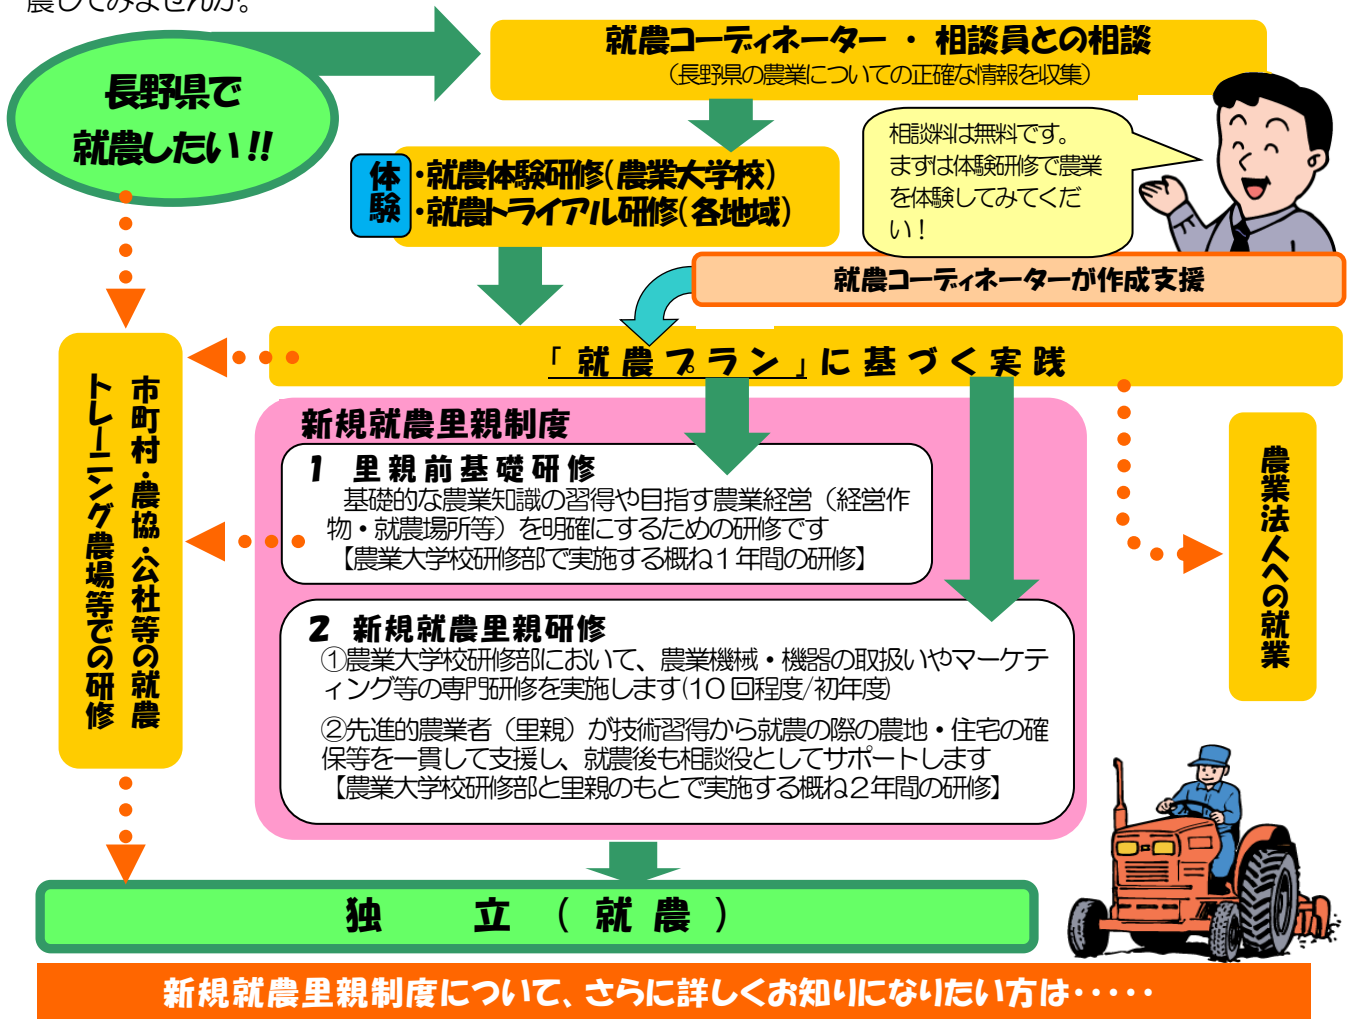 農してみませんか。
長野県で
就農したい!!
就農コーディネーター ・ 相談員との相談
(長野県の農業についての正確な情報を収集)
相談料は無料です。
まずは体験研修で農業
を体験してみてくだ
い！
体験
・就農体験研修(農業大学校)
・就農トライアル研修(各地域)
就農コーディネーターが作成支援
「就農プラン」に基づく実践
市町村・農協・公社等の就農
トレーニング農場等での研修
新規就農里親制度
1 里親前基礎研修
基礎的な農業知識の習得や目指す農業経営（経営作
物・就農場所等）を明確にするための研修です
【農業大学校研修部で実施する概ね１年間の研修】
2 新規就農里親研修
①農業大学校研修部において、農業機械・機器の取扱いやマーケテ
ィング等の専門研修を実施します(10回程度/初年度)
②先進的農業者（里親）が技術習得から就農の際の農地・住宅の確
保等を一貫して支援し、就農後も相談役としてサポートします
【農業大学校研修部と里親のもとで実施する概ね２年間の研修】
農業法人への就業
独 立 （就農）
新規就農里親制度について、さらに詳しくお知りになりたい方は・・・・・